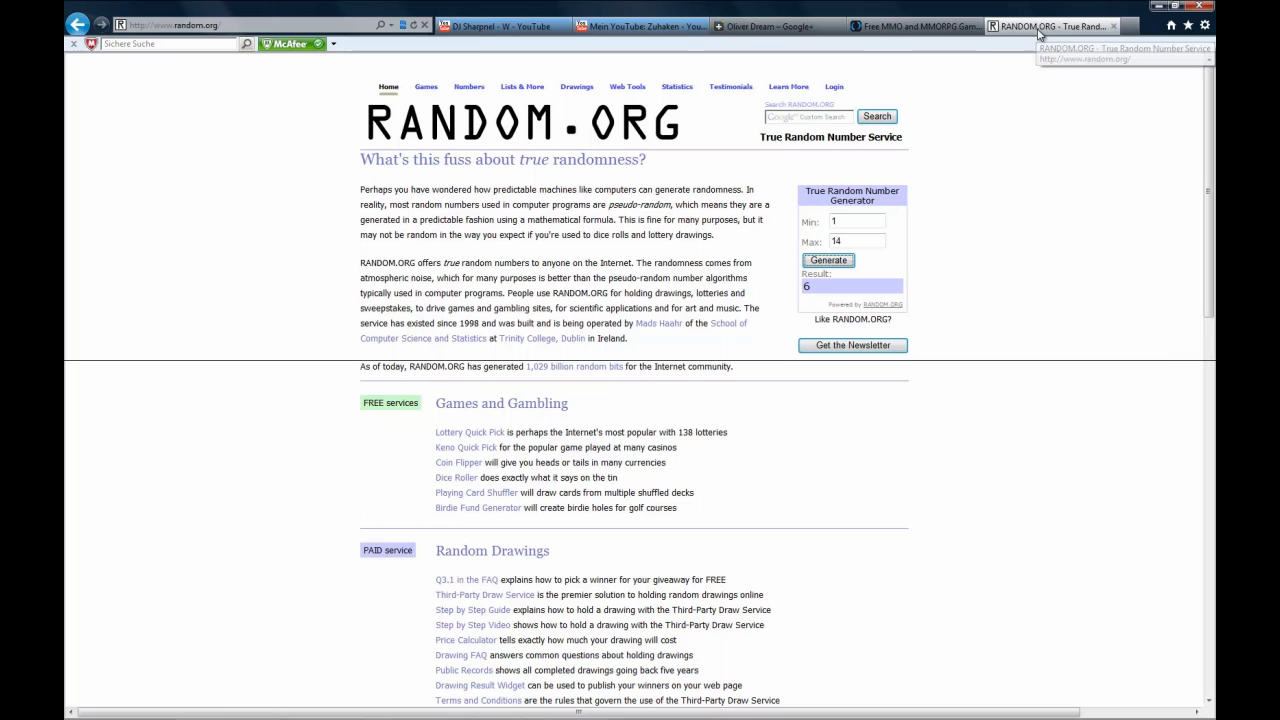 http://www.random.org/
DJ Sharpnel - W - YouTube
Mein YouTube: Zuhaken - You...
Oliver Dream – Google+
Free MMO and MMORPG Gam...
RANDOM.ORG - True Rand...
Sichere Suche
McAfee
RANDOM.ORG - True Random Number Service
http://www.random.org/
Home Games Numbers Lists & More Drawings Web Tools Statistics Testimonials Learn More Login
RANDOM.ORG
Search RANDOM.ORG
Google Custom Search
Search
True Random Number Service
What's this fuss about true randomness?
Perhaps you have wondered how predictable machines like computers can generate randomness. In
reality, most random numbers used in computer programs are pseudo-random, which means they are a
generated in a predictable fashion using a mathematical formula. This is fine for many purposes, but it
may not be random in the way you expect if you're used to dice rolls and lottery drawings.
RANDOM.ORG offers true random numbers to anyone on the Internet. The randomness comes from
atmospheric noise, which for many purposes is better than the pseudo-random number algorithms
typically used in computer programs. People use RANDOM.ORG for holding drawings, lotteries and
sweepstakes, to drive games and gambling sites, for scientific applications and for art and music. The
service has existed since 1998 and was built and is being operated by Mads Haahr of the School of
Computer Science and Statistics at Trinity College, Dublin in Ireland.
As of today, RANDOM.ORG has generated 1,029 billion random bits for the Internet community.
True Random Number
Generator
Min: 1
Max: 14
Generate
Result:
6
Powered by RANDOM.ORG
Like RANDOM.ORG?
Get the Newsletter
FREE services
Games and Gambling
Lottery Quick Pick is perhaps the Internet's most popular with 138 lotteries
Keno Quick Pick for the popular game played at many casinos
Coin Flipper will give you heads or tails in many currencies
Dice Roller does exactly what it says on the tin
Playing Card Shuffler will draw cards from multiple shuffled decks
Birdie Fund Generator will create birdie holes for golf courses
PAID service
Random Drawings
Q3.1 in the FAQ explains how to pick a winner for your giveaway for FREE
Third-Party Draw Service is the premier solution to holding random drawings online
Step by Step Guide explains how to hold a drawing with the Third-Party Draw Service
Step by Step Video shows how to hold a drawing with the Third-Party Draw Service
Price Calculator tells exactly how much your drawing will cost
Drawing FAQ answers common questions about holding drawings
Public Records shows all completed drawings going back five years
Drawing Result Widget can be used to publish your winners on your web page
Terms and Conditions are the rules that govern the use of the Third-Party Draw Service